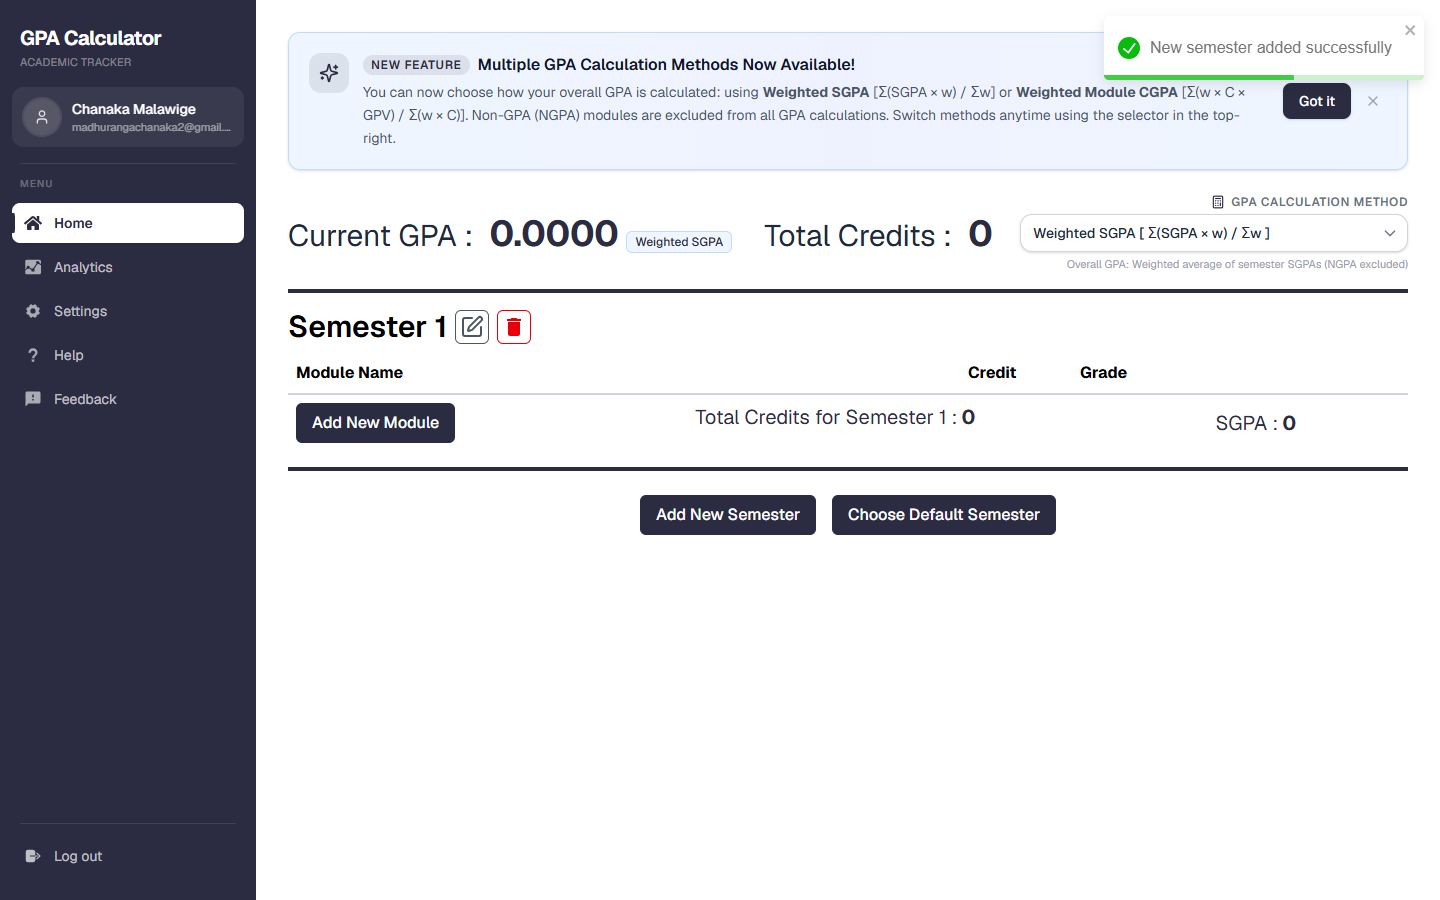 GPA Calculator
ACADEMIC TRACKER
Chanaka Malawige
madhurangachanaka2@gmail....
MENU
Home
Analytics
Settings
Help
Feedback
Log out
New semester added successfully
NEW FEATURE Multiple GPA Calculation Methods Now Available!
You can now choose how your overall GPA is calculated: using Weighted SGPA [Σ(SGPA × w) / Σw] or Weighted Module CGPA [Σ(w × C ×
GPV) / Σ(w × C)]. Non-GPA (NGPA) modules are excluded from all GPA calculations. Switch methods anytime using the selector in the top-
right.
Got it
GPA CALCULATION METHOD
Current GPA : 0.0000 Weighted SGPA Total Credits : 0
Weighted SGPA [ Σ(SGPA × w) / Σw ]
Overall GPA: Weighted average of semester SGPAs (NGPA excluded)
Semester 1
Module Name Credit Grade
Add New Module Total Credits for Semester 1 : 0 SGPA : 0
Add New Semester Choose Default Semester